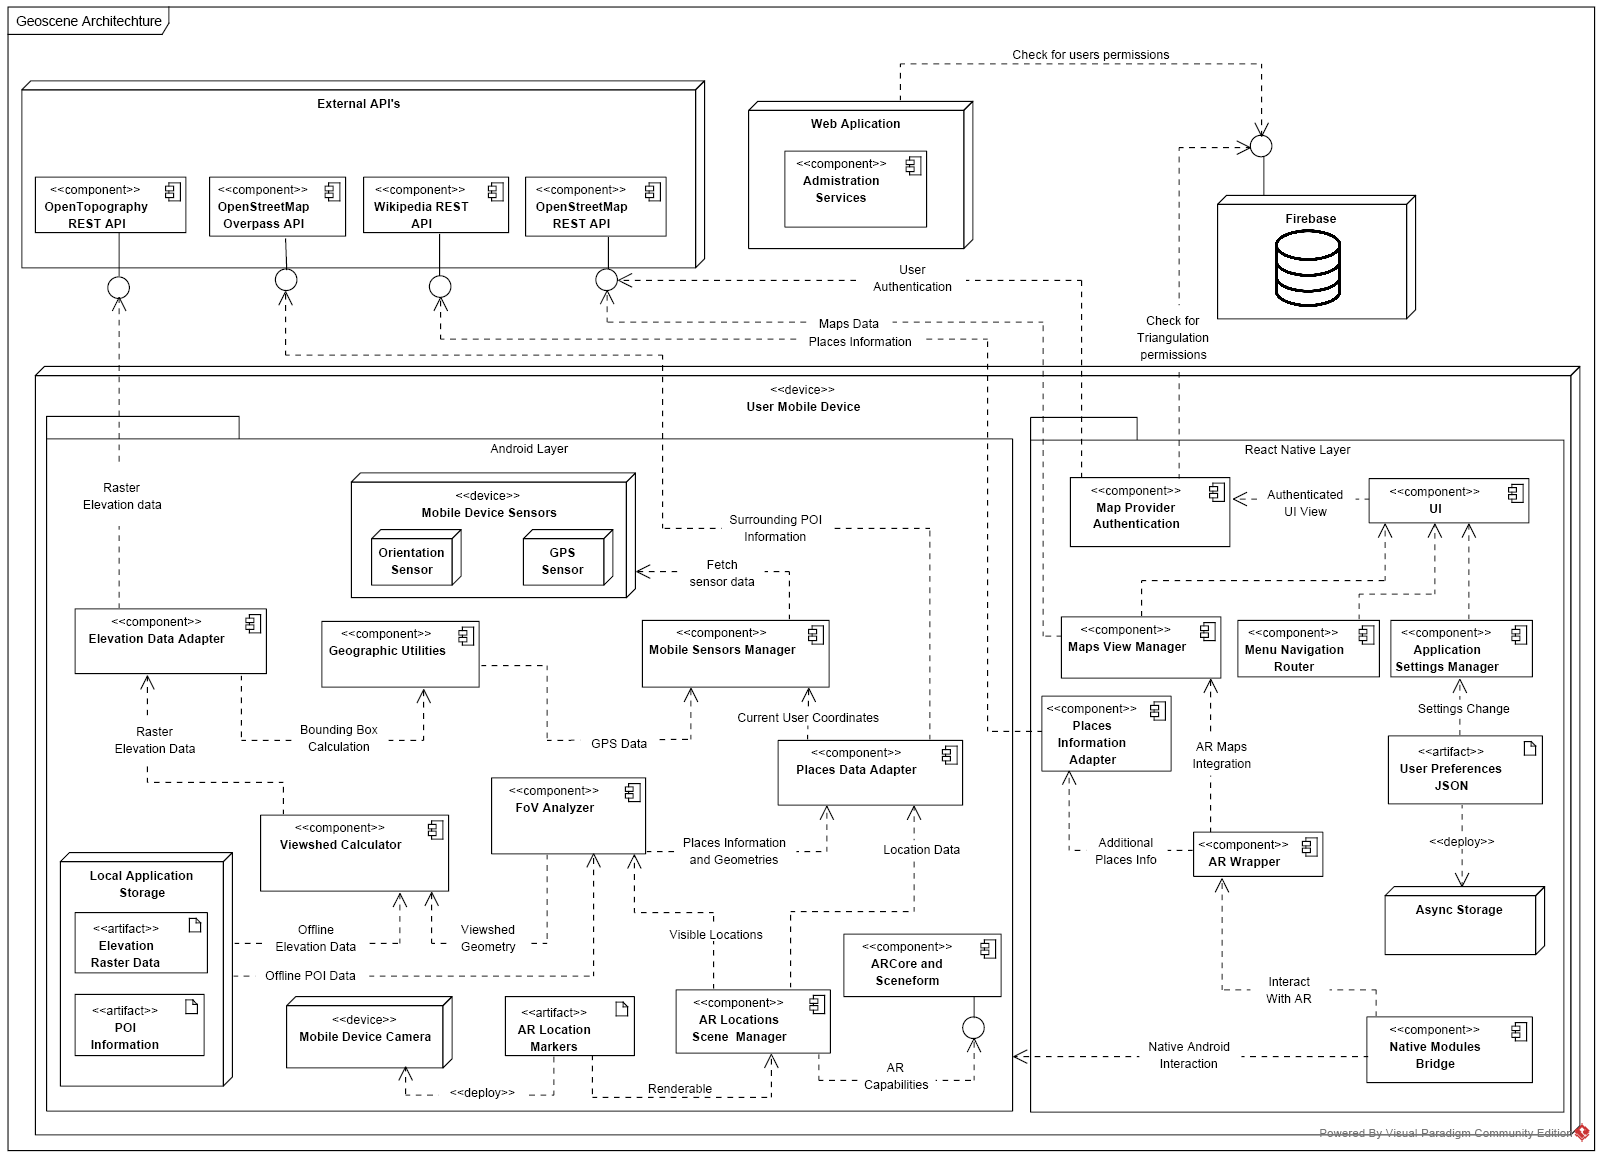 Geoscene Architechture
Check for users permissions
External API's
Web Aplication
<<component>>
Admistration
Services
<<component>>
OpenTopography
REST API
<<component>>
OpenStreetMap
Overpass API
<<component>>
Wikipedia REST
API
<<component>>
OpenStreetMap
REST API
Firebase
User
Authentication
Maps Data
Places Information
Check for
Triangulation
permissions
<<device>>
User Mobile Device
Android Layer
React Native Layer
Raster
Elevation data
<<device>>
Mobile Device Sensors
Orientation
Sensor
GPS
Sensor
Surrounding POI
Information
Fetch
sensor data
<<component>>
Map Provider
Authentication
Authenticated
UI View
<<component>>
UI
<<component>>
Elevation Data Adapter
<<component>>
Geographic Utilities
<<component>>
Mobile Sensors Manager
<<component>>
Maps View Manager
<<component>>
Menu Navigation
Router
<<component>>
Application
Settings Manager
Raster
Elevation Data
Bounding Box
Calculation
GPS Data
Current User Coordinates
<<component>>
Places Data Adapter
<<component>>
Places
Information
Adapter
AR Maps
Integration
Settings Change
<<artifact>>
User Preferences
JSON
<<component>>
FoV Analyzer
<<component>>
Viewshed Calculator
Places Information
and Geometries
Location Data
Additional
Places Info
<<component>>
AR Wrapper
<<deploy>>
Async Storage
Local Application
Storage
<<artifact>>
Elevation
Raster Data
<<artifact>>
POI
Information
Offline
Elevation Data
Viewshed
Geometry
Offline POI Data
Visible Locations
<<component>>
ARCore and
Sceneform
Interact
With AR
<<device>>
Mobile Device Camera
<<artifact>>
AR Location
Markers
<<component>>
AR Locations
Scene Manager
<<deploy>>
Renderable
AR
Capabilities
Native Android
Interaction
<<component>>
Native Modules
Bridge
Powered By Visual Paradigm Community Edition